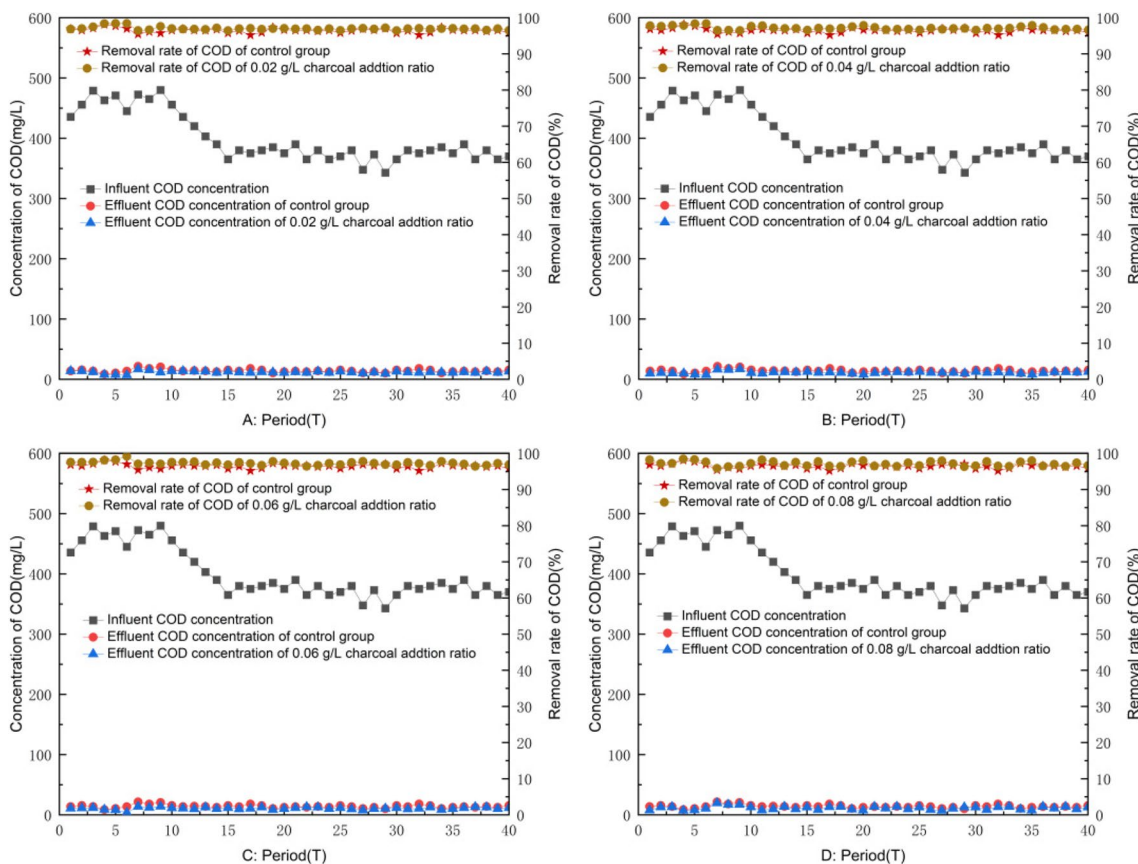 Concentration of COD(mg/L)
600
500
400
300
200
100
0
Removal rate of COD of control group
Removal rate of COD of 0.02 g/L charcoal addtion ratio
Influent COD concentration
Effluent COD concentration of control group
Effluent COD concentration of 0.02 g/L charcoal addtion ratio
100
90
80
70
60
50
40
30
20
10
0
Removal rate of COD(%)
0 5 10 15 20 25 30 35 40
A: Period(T)
Concentration of COD(mg/L)
600
500
400
300
200
100
0
Removal rate of COD of control group
Removal rate of COD of 0.04 g/L charcoal addtion ratio
Influent COD concentration
Effluent COD concentration of control group
Effluent COD concentration of 0.04 g/L charcoal addtion ratio
100
90
80
70
60
50
40
30
20
10
0
Removal rate of COD(%)
0 5 10 15 20 25 30 35 40
B: Period(T)
Concentration of COD(mg/L)
600
500
400
300
200
100
0
Removal rate of COD of control group
Removal rate of COD of 0.06 g/L charcoal addtion ratio
Influent COD concentration
Effluent COD concentration of control group
Effluent COD concentration of 0.06 g/L charcoal addtion ratio
100
90
80
70
60
50
40
30
20
10
0
Removal rate of COD(%)
0 5 10 15 20 25 30 35 40
C: Period(T)
Concentration of COD(mg/L)
600
500
400
300
200
100
0
Removal rate of COD of control group
Removal rate of COD of 0.08 g/L charcoal addtion ratio
Influent COD concentration
Effluent COD concentration of control group
Effluent COD concentration of 0.08 g/L charcoal addtion ratio
100
90
80
70
60
50
40
30
20
10
0
Removal rate of COD(%)
0 5 10 15 20 25 30 35 40
D: Period(T)